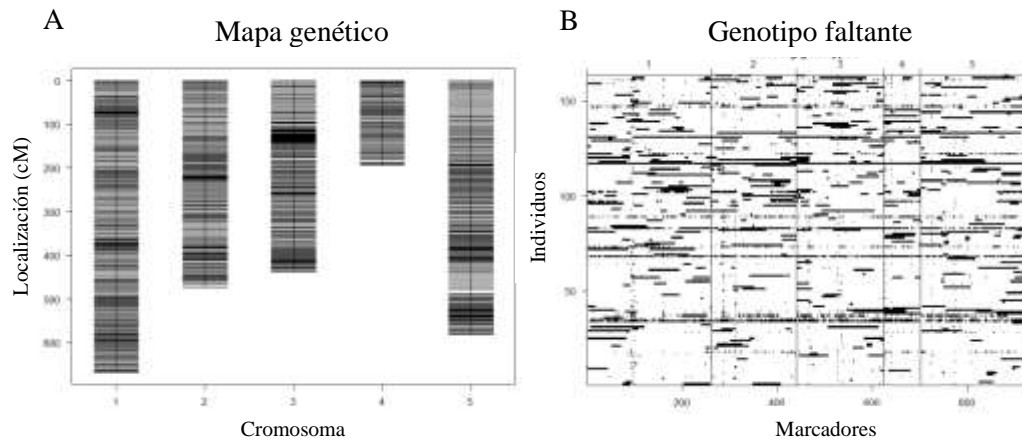 A
Mapa genético
0
100
200
300
400
500
600
Localización (cM)
1 2 3 4 5
Cromosoma
B
Genotipo faltante
1 2 3 4 5
150
100
50
Individuos
200 400 600 800
Marcadores